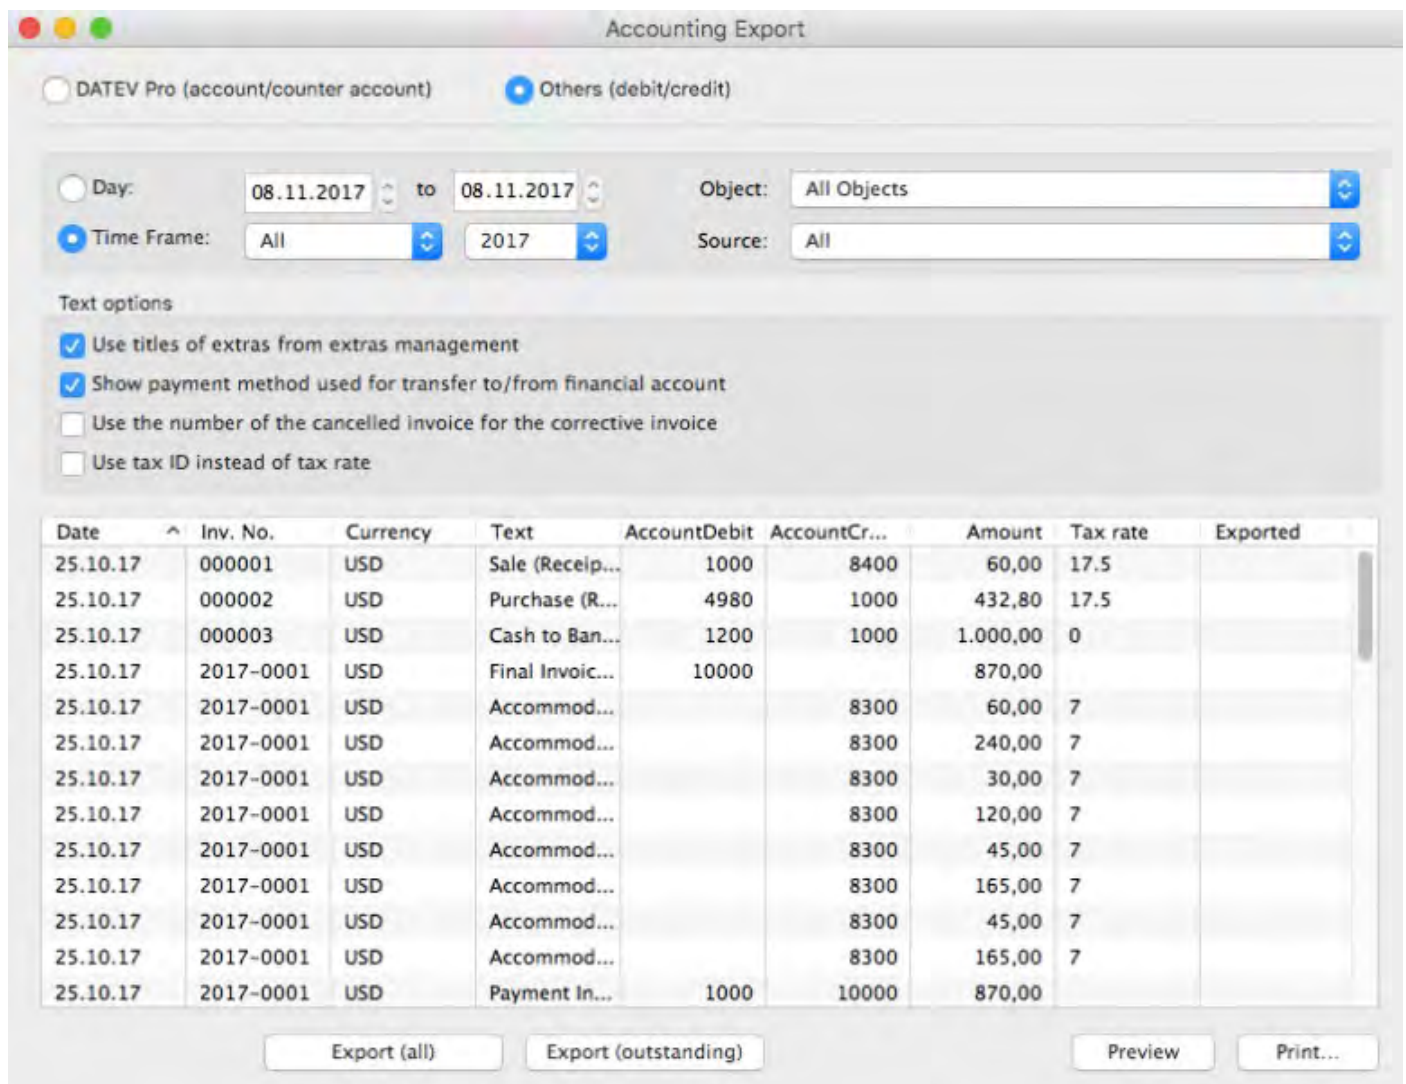 Accounting Export
DATEV Pro (account/counter account) Others (debit/credit)
Day: 08.11.2017 to 08.11.2017 Object: All Objects
Time Frame: All 2017 Source: All
Text options
Use titles of extras from extras management
Show payment method used for transfer to/from financial account
Use the number of the cancelled invoice for the corrective invoice
Use tax ID instead of tax rate
Date Inv. No. Currency Text AccountDebit AccountCr... Amount Tax rate Exported
25.10.17 000001 USD Sale (Receip... 1000 8400 60,00 17.5
25.10.17 000002 USD Purchase (R... 4980 1000 432,80 17.5
25.10.17 000003 USD Cash to Ban... 1200 1000 1.000,00 0
25.10.17 2017-0001 USD Final Invoic... 10000 870,00
25.10.17 2017-0001 USD Accommod... 8300 60,00 7
25.10.17 2017-0001 USD Accommod... 8300 240,00 7
25.10.17 2017-0001 USD Accommod... 8300 30,00 7
25.10.17 2017-0001 USD Accommod... 8300 120,00 7
25.10.17 2017-0001 USD Accommod... 8300 45,00 7
25.10.17 2017-0001 USD Accommod... 8300 165,00 7
25.10.17 2017-0001 USD Accommod... 8300 45,00 7
25.10.17 2017-0001 USD Accommod... 8300 165,00 7
25.10.17 2017-0001 USD Payment In... 1000 10000 870,00
Export (all) Export (outstanding) Preview Print...